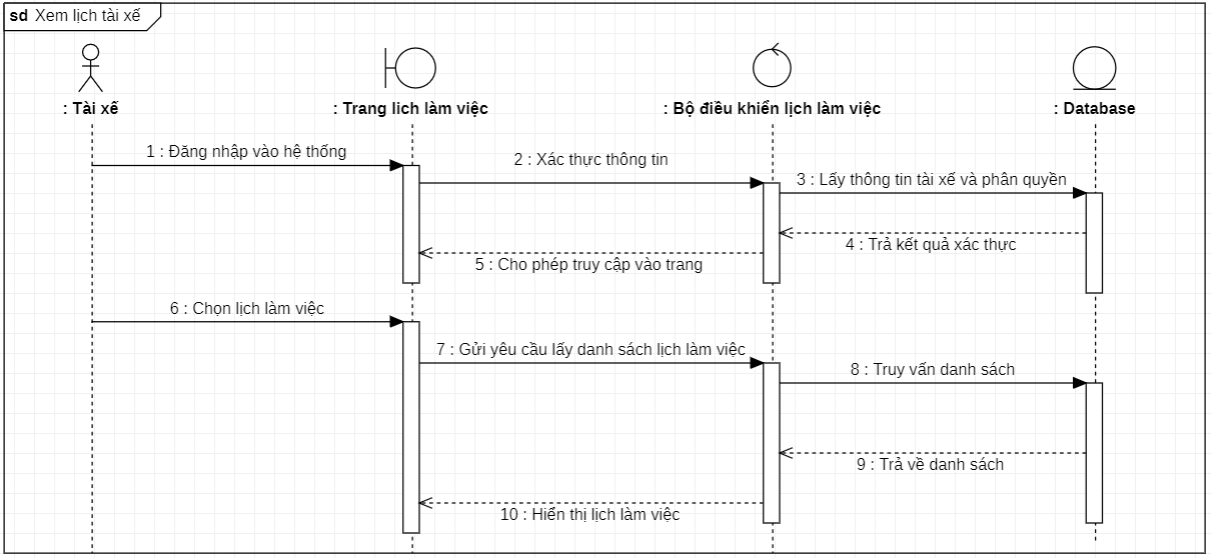 sd Xem lịch tài xế
: Tài xế
: Trang lich làm việc
: Bộ điều khiển lịch làm việc
: Database
1 : Đăng nhập vào hệ thống
2 : Xác thực thông tin
3 : Lấy thông tin tài xế và phân quyền
4 : Trả kết quả xác thực
5 : Cho phép truy cập vào trang
6 : Chọn lịch làm việc
7 : Gửi yêu cầu lấy danh sách lịch làm việc
8 : Truy vấn danh sách
9 : Trả về danh sách
10 : Hiển thị lịch làm việc